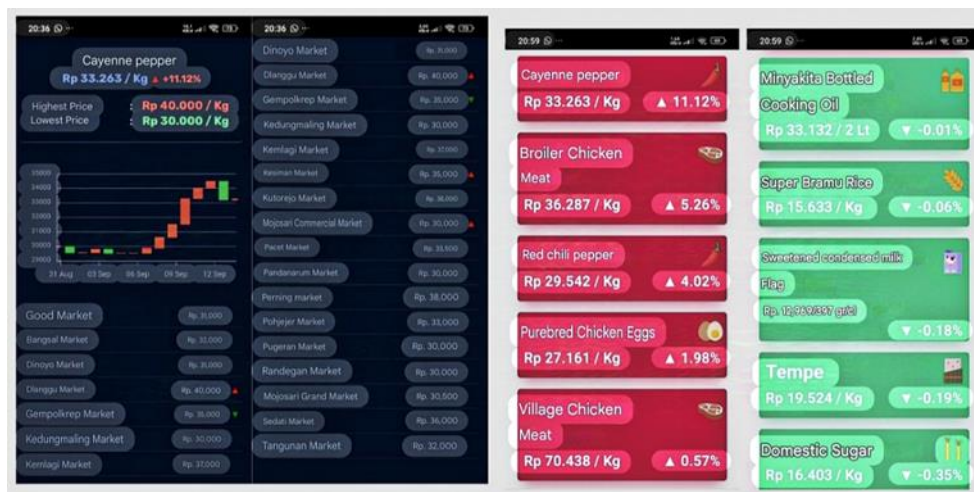 20:36
Cayenne pepper
Rp 33.263 / Kg ▲ +11.12%
Highest Price : Rp 40.000 / Kg
Lowest Price : Rp 30.000 / Kg
35000
34000
33000
32000
31000
30000
29000
31 Aug 03 Sep 06 Sep 09 Sep 12 Sep
Good Market Rp. 31,000
Bangsal Market Rp. 32,000
Dinoyo Market Rp. 31,000
Dlanggu Market Rp. 40,000
Gempolkrep Market Rp. 35,000
Kedungmaling Market Rp. 30,000
Kemlagi Market Rp. 37,000
20:36
Dinoyo Market Rp. 31,000
Dlanggu Market Rp. 40,000
Gempolkrep Market Rp. 35,000
Kedungmaling Market Rp. 30,000
Kemlagi Market Rp. 37,000
Market Rp. 35,000
Kutorejo Market
Mojosari Commercial Market Rp. 30,000
Pacet Market Rp. 33,500
Pandanarum Market Rp. 30,000
Perning market Rp. 38,000
Pohjejer Market Rp. 33,000
Pugeran Market Rp. 30,000
Randegan Market Rp. 30,000
Mojosari Grand Market Rp. 30,500
Sedati Market Rp. 36,000
Tangunan Market Rp. 32,000
20:59
Cayenne pepper
Rp 33.263 / Kg ▲ 11.12%
Broiler Chicken
Meat
Rp 36.287 / Kg ▲ 5.26%
Red chili pepper
Rp 29.542 / Kg ▲ 4.02%
Purebred Chicken Eggs
Rp 27.161 / Kg ▲ 1.98%
Village Chicken
Meat
Rp 70.438 / Kg ▲ 0.57%
20:59
Minyakita Bottled
Cooking Oil
Rp 33.132 / 2 Lt ▼ -0.01%
Super Bramu Rice
Rp 15.633 / Kg ▼ -0.06%
Sweetened condensed milk
Flag
Rp. 12,969/397 gr/cl
▼ -0.18%
Tempe
Rp 19.524 / Kg ▼ -0.19%
Domestic Sugar
Rp 16.403 / Kg ▼ -0.35%